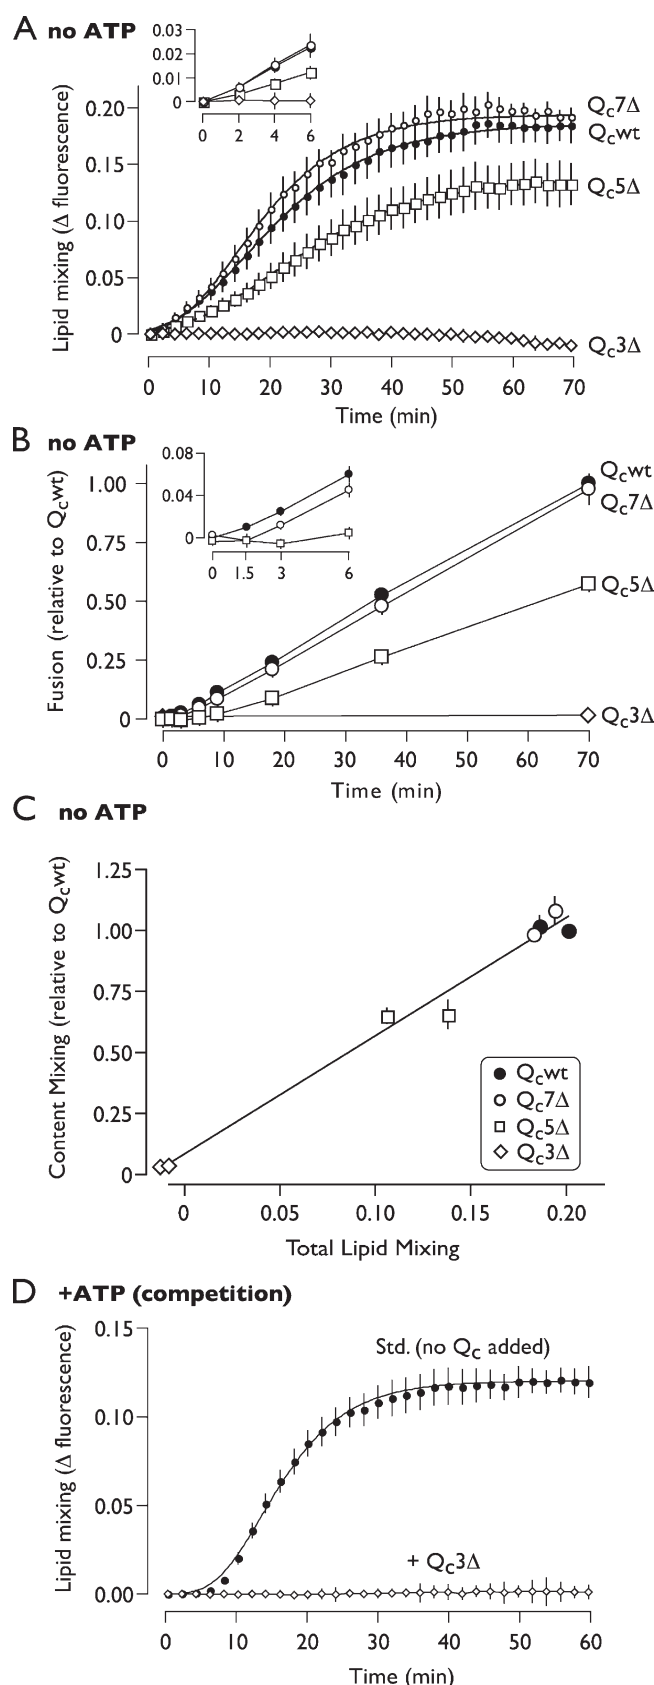 A no ATP
0.03
0.02
0.01
0
0 2 4 6
Lipid mixing (Δ fluorescence)
0.20
0.15
0.10
0.05
0
Qc7Δ
Qcwt
Qc5Δ
Qc3Δ
0 10 20 30 40 50 60 70
Time (min)
B no ATP
0.08
0.04
0
0 1.5 3 6
Fusion (relative to Qcwt)
1.00
0.75
0.50
0.25
0
Qcwt
Qc7Δ
Qc5Δ
Qc3Δ
0 10 20 30 40 50 60 70
Time (min)
C no ATP
Content Mixing (relative to Qcwt)
1.25
1.00
0.75
0.50
0.25
0
Qcwt
Qc7Δ
Qc5Δ
Qc3Δ
0 0.05 0.10 0.15 0.20
Total Lipid Mixing
D +ATP (competition)
Lipid mixing (Δ fluorescence)
0.15
0.10
0.05
0.00
Std. (no Qc added)
+ Qc3Δ
0 10 20 30 40 50 60
Time (min)